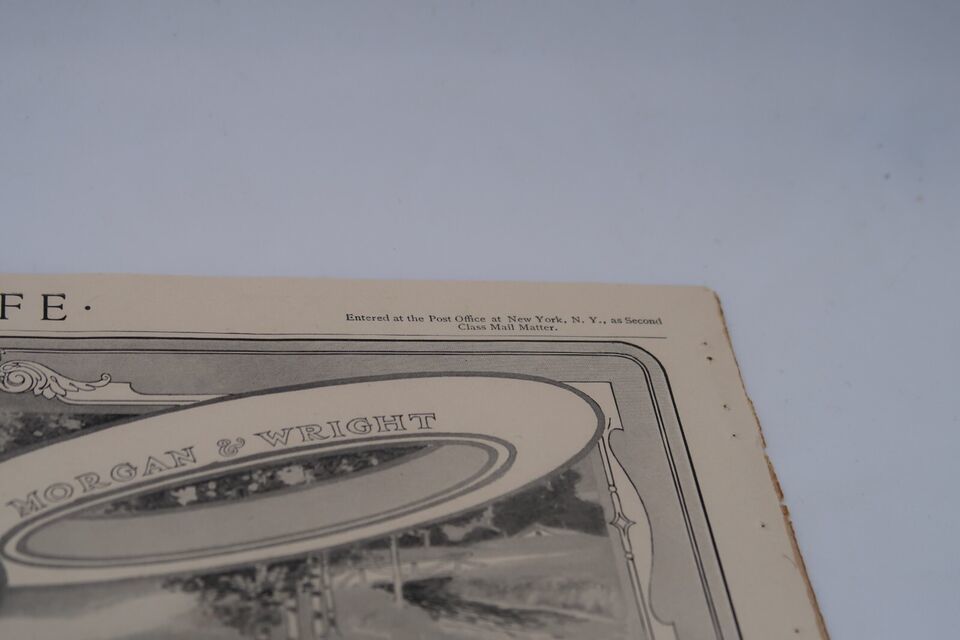 FE·
Entered at the Post Office at New York, N. Y., as Second
Class Mail Matter.
MORGAN & WRIGHT